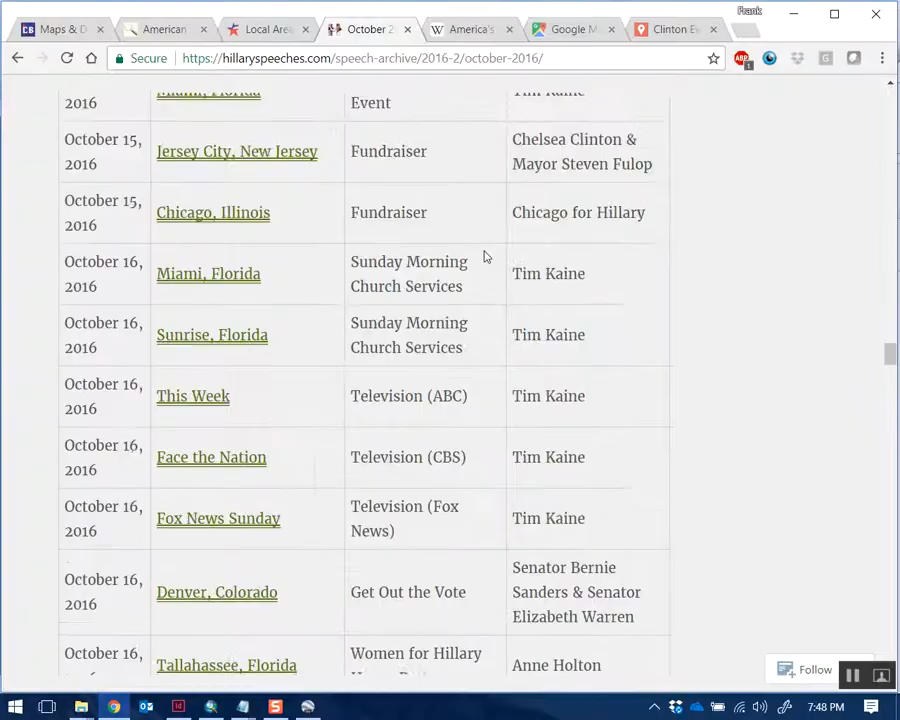 Frank
Maps & D
American
Local Area
October 2
America's
Google M
Clinton Ev
Secure https://hillaryspeeches.com/speech-archive/2016-2/october-2016/
Miami, Florida Tim Kaine
2016 Event
October 15, Jersey City, New Jersey Fundraiser Chelsea Clinton &
2016 Mayor Steven Fulop
October 15, Chicago, Illinois Fundraiser Chicago for Hillary
2016
October 16, Miami, Florida Sunday Morning Tim Kaine
2016 Church Services
October 16, Sunrise, Florida Sunday Morning Tim Kaine
2016 Church Services
October 16, This Week Television (ABC) Tim Kaine
2016
October 16, Face the Nation Television (CBS) Tim Kaine
2016
October 16, Fox News Sunday Television (Fox Tim Kaine
2016 News)
October 16, Denver, Colorado Get Out the Vote Senator Bernie
2016 Sanders & Senator
Elizabeth Warren
October 16, Tallahassee, Florida Women for Hillary Anne Holton
Follow
7:48 PM